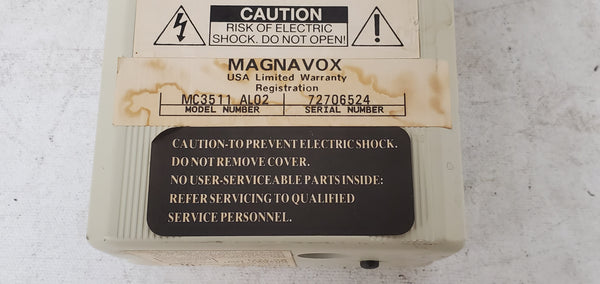 CAUTION
RISK OF ELECTRIC
SHOCK. DO NOT OPEN!
MAGNAVOX
USA Limited Warranty
Registration
MC3511 AL02 72706524
MODEL NUMBER SERIAL NUMBER
CAUTION-TO PREVENT ELECTRIC SHOCK.
DO NOT REMOVE COVER.
NO USER-SERVICEABLE PARTS INSIDE:
REFER SERVICING TO QUALIFIED
SERVICE PERSONNEL.